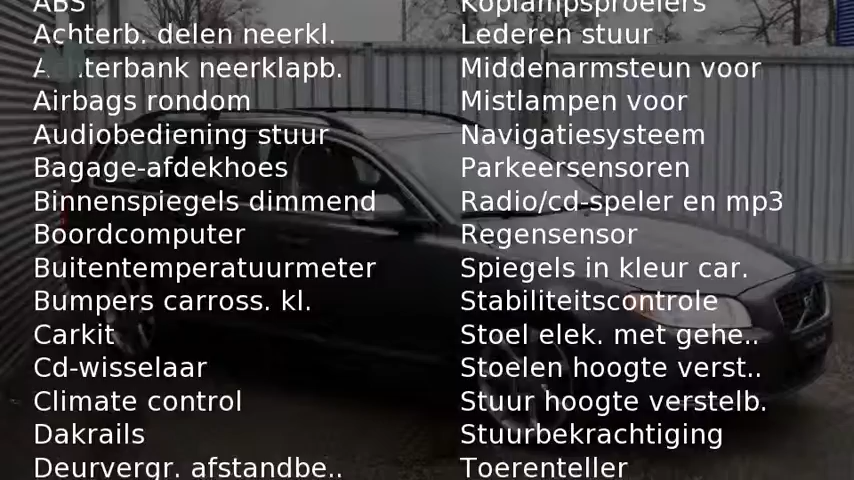 ABS
Achterb. delen neerkl.
terbank neerklapb.
Airbags rondom
Audiobediening stuur
Bagage-afdekhoes
Binnenspiegels dimmend
Boordcomputer
Buitentemperatuurmeter
Bumpers carross. kl.
Carkit
Cd-wisselaar
Climate control
Dakrails
Deurvergr. afstandbe..
Koplampsproeiers
Lederen stuur
Middenarmsteun voor
Mistlampen voor
Navigatiesysteem
Parkeersensoren
Radio/cd-speler en mp3
Regensensor
Spiegels in kleur car.
Stabiliteitscontrole
Stoel elek. met gehe..
Stoelen hoogte verst..
Stuur hoogte verstelb.
Stuurbekrachtiging
Toerenteller